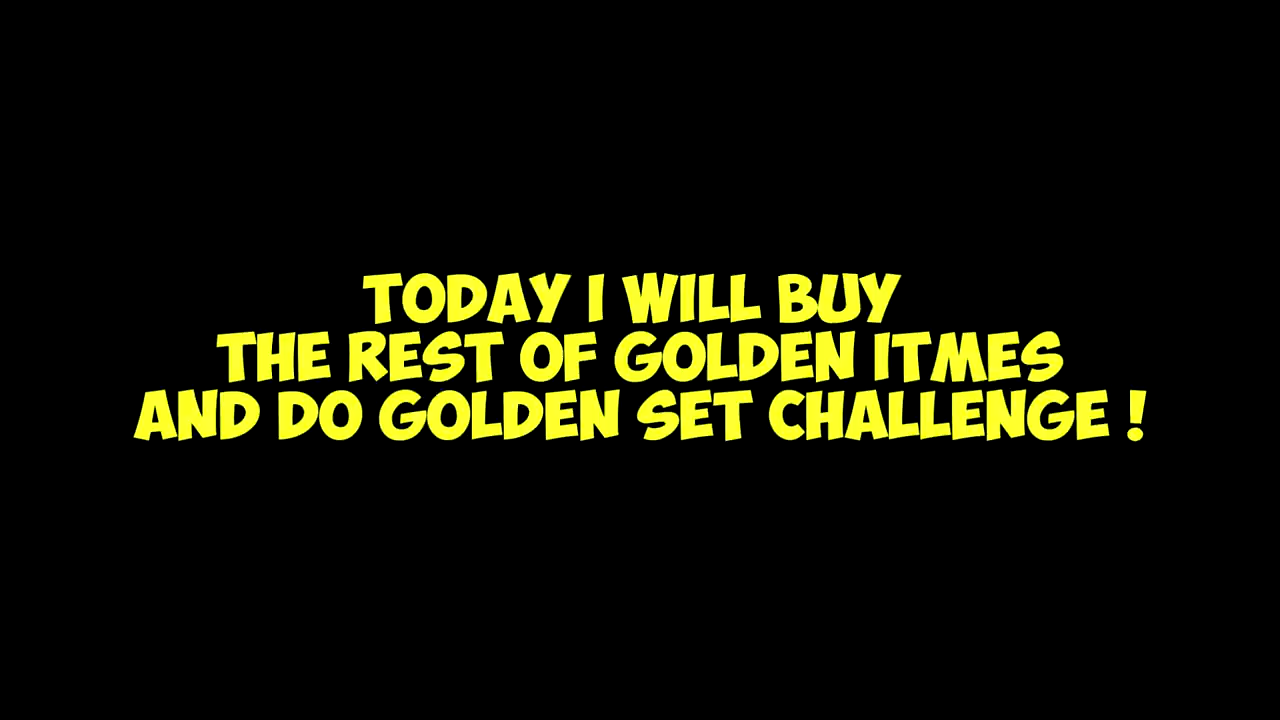 TODAY I WILL BUY
THE REST OF GOLDEN ITMES
AND DO GOLDEN SET CHALLENGE !